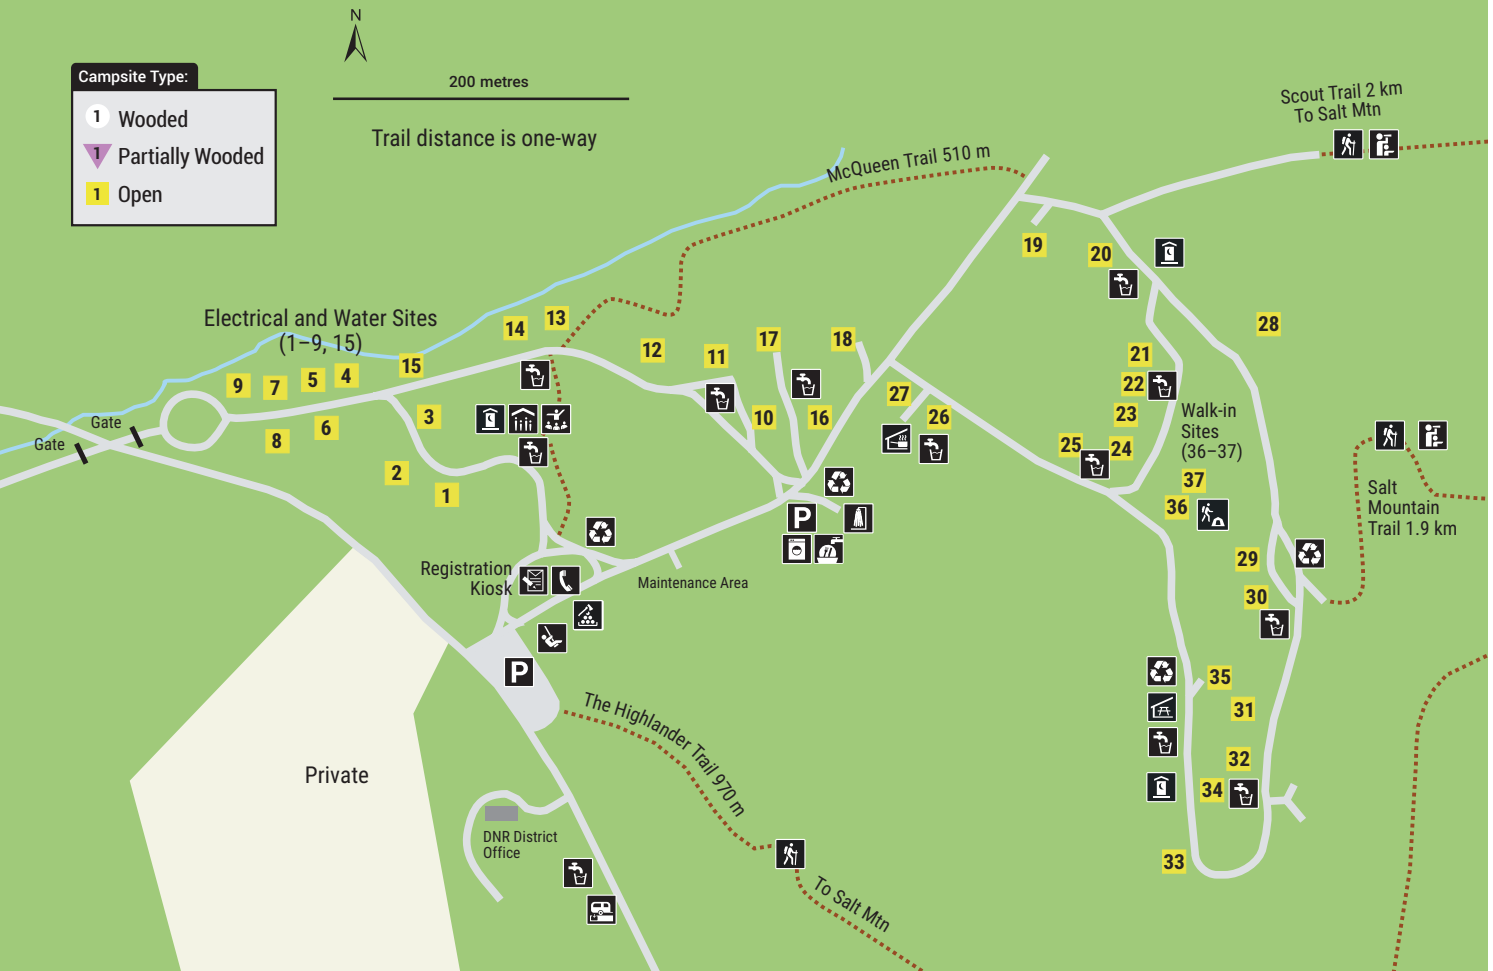 N
200 metres
Trail distance is one-way
Campsite Type:
1 Wooded
1 Partially Wooded
1 Open
Scout Trail 2 km
To Salt Mtn
McQueen Trail 510 m
19
20
28
Electrical and Water Sites
(1–9, 15)
14
13
12
11
17
18
15
9
7
5
4
3
8
6
Gate
Gate
2
1
10
16
27
26
21
22
23
25
24
Walk-in
Sites
(36–37)
37
36
Salt
Mountain
Trail 1.9 km
P
Registration
Kiosk
Maintenance Area
29
30
P
35
31
32
34
33
The Highlander Trail 970 m
Private
DNR District
Office
To Salt Mtn